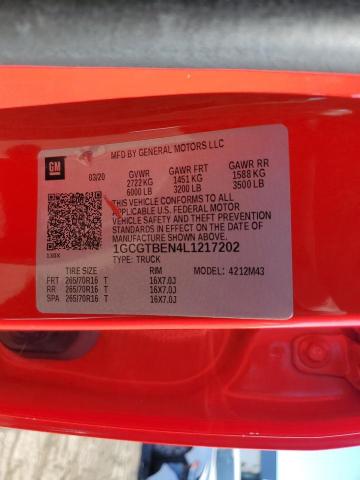 GM
MFD BY GENERAL MOTORS LLC
03/20
GVWR GAWR FRT GAWR RR
2722 KG 1451 KG 1588 KG
6000 LB 3200 LB 3500 LB
THIS VEHICLE CONFORMS TO ALL
APPLICABLE U.S. FEDERAL MOTOR
VEHICLE SAFETY AND THEFT PREVENTION
STANDARDS IN EFFECT ON THE DATE OF
MANUFACTURE SHOWN ABOVE.
1GCGTBEN4L1217202
TYPE: TRUCK
TIRE SIZE RIM MODEL: 4212M43
FRT 265/70R16 T 16X7.0J
RR 265/70R16 T 16X7.0J
SPA 265/70R16 T 16X7.0J